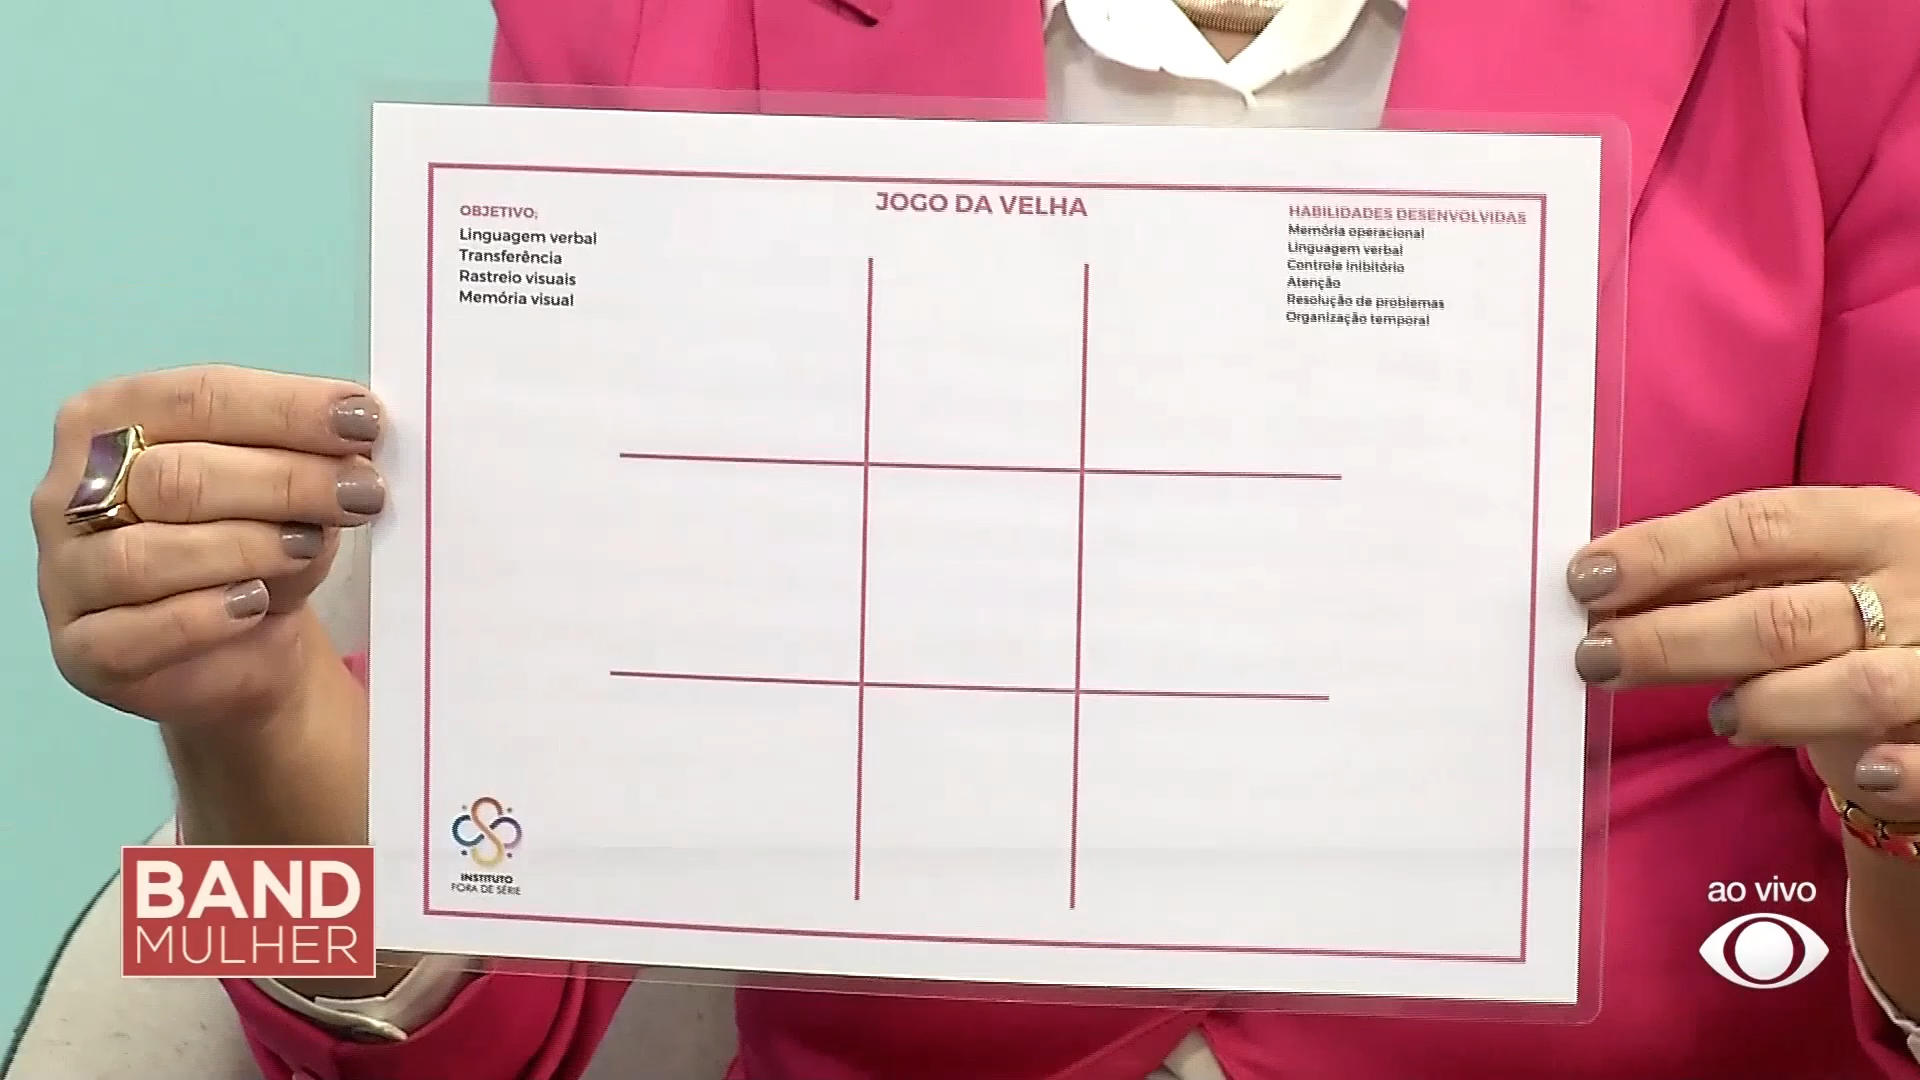 JOGO DA VELHA
OBJETIVO;
Linguagem verbal
Transferência
Rastreio visuais
Memória visual
HABILIDADES DESENVOLVIDAS
Memória operacional
Linguagem verbal
Controle inibitório
Atenção
Resolução de problemas
Organização temporal
INSTITUTO
FORA DE SÉRIE
BAND
MULHER
ao vivo